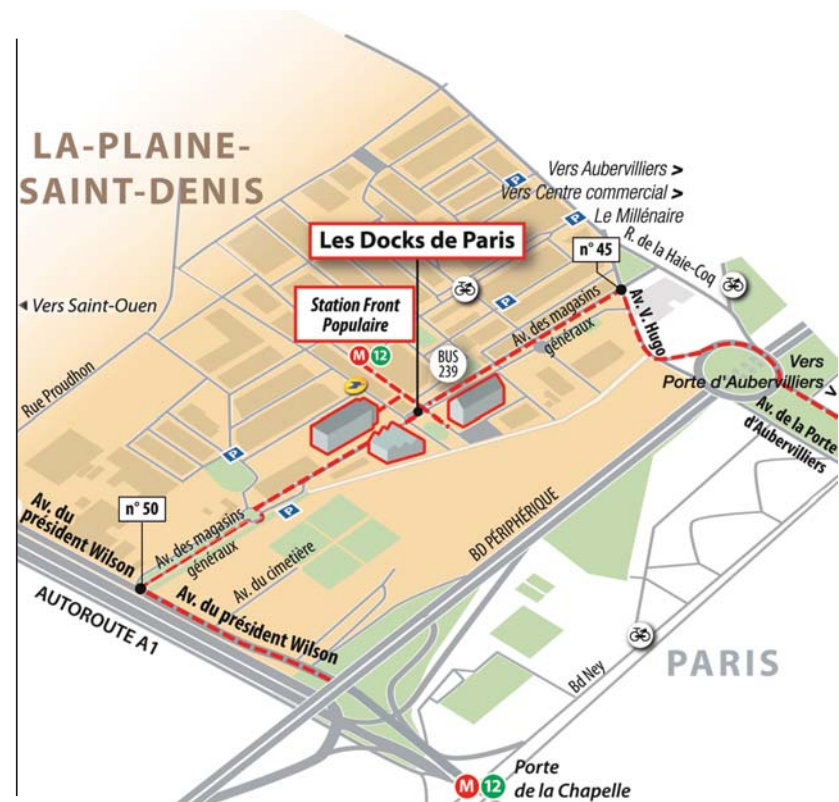 LA-PLAINE-
SAINT-DENIS
Vers Aubervilliers >
Vers Centre commercial >
Le Millénaire
P
P
R. de la Haie-Coq
n° 45
Les Docks de Paris
◄ Vers Saint-Ouen
Station Front
Populaire
P
Av. des magasins
généraux
Av. V. Hugo
M 12
BUS
239
Vers
Porte d'Aubervilliers >
Rue Proudhon
Av. de la Porte
d'Aubervilliers
P
Av. du
président Wilson
n° 50
P
Av. des magasins
généraux
BD PÉRIPHÉRIQUE
Av. du cimetière
AUTOROUTE A1
Av. du président Wilson
PARIS
Bd Ney
M 12
Porte
de la Chapelle